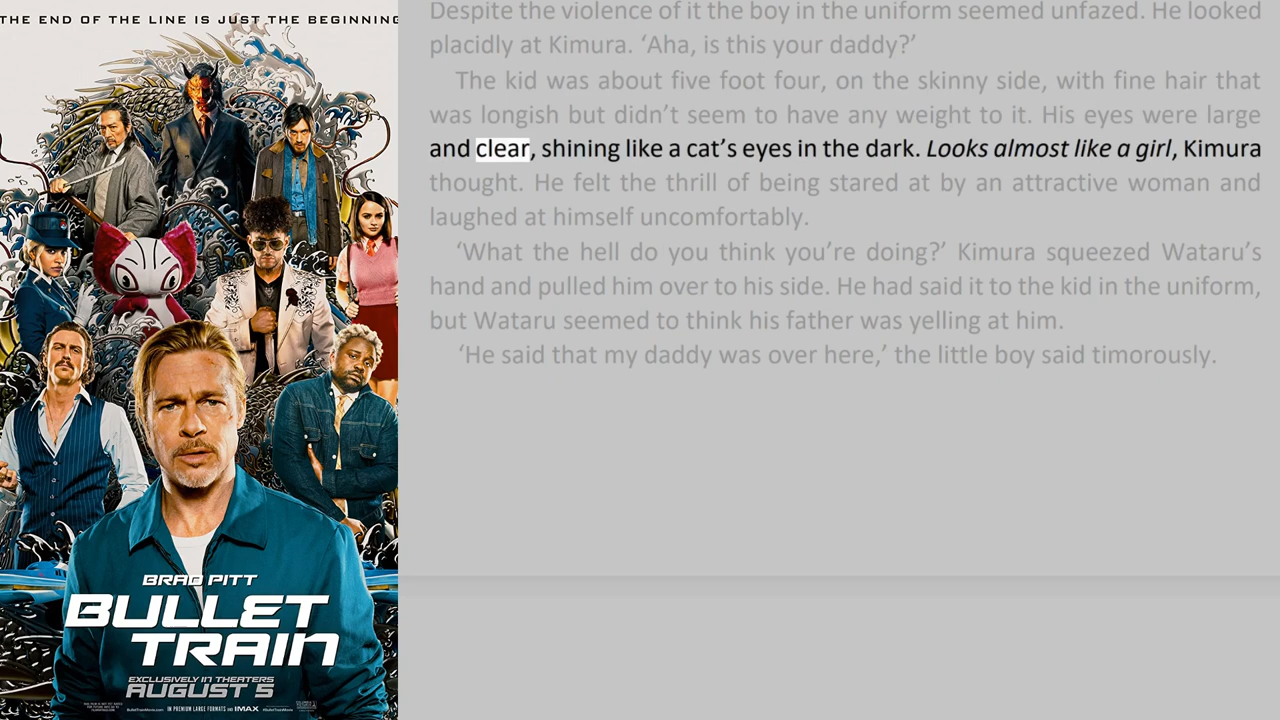 THE END OF THE LINE IS JUST THE BEGINNING
BRAD PITT
BULLET
TRAIN
EXCLUSIVELY IN THEATERS
AUGUST 5
BulletTrainMovie.com IN PREMIUM LARGE FORMATS AND IMAX #BulletTrainMovie
Despite the violence of it the boy in the uniform seemed unfazed. He looked
placidly at Kimura. ‘Aha, is this your daddy?’
The kid was about five foot four, on the skinny side, with fine hair that
was longish but didn’t seem to have any weight to it. His eyes were large
and clear, shining like a cat’s eyes in the dark. Looks almost like a girl, Kimura
thought. He felt the thrill of being stared at by an attractive woman and
laughed at himself uncomfortably.
‘What the hell do you think you’re doing?’ Kimura squeezed Wataru’s
hand and pulled him over to his side. He had said it to the kid in the uniform,
but Wataru seemed to think his father was yelling at him.
‘He said that my daddy was over here,’ the little boy said timorously.